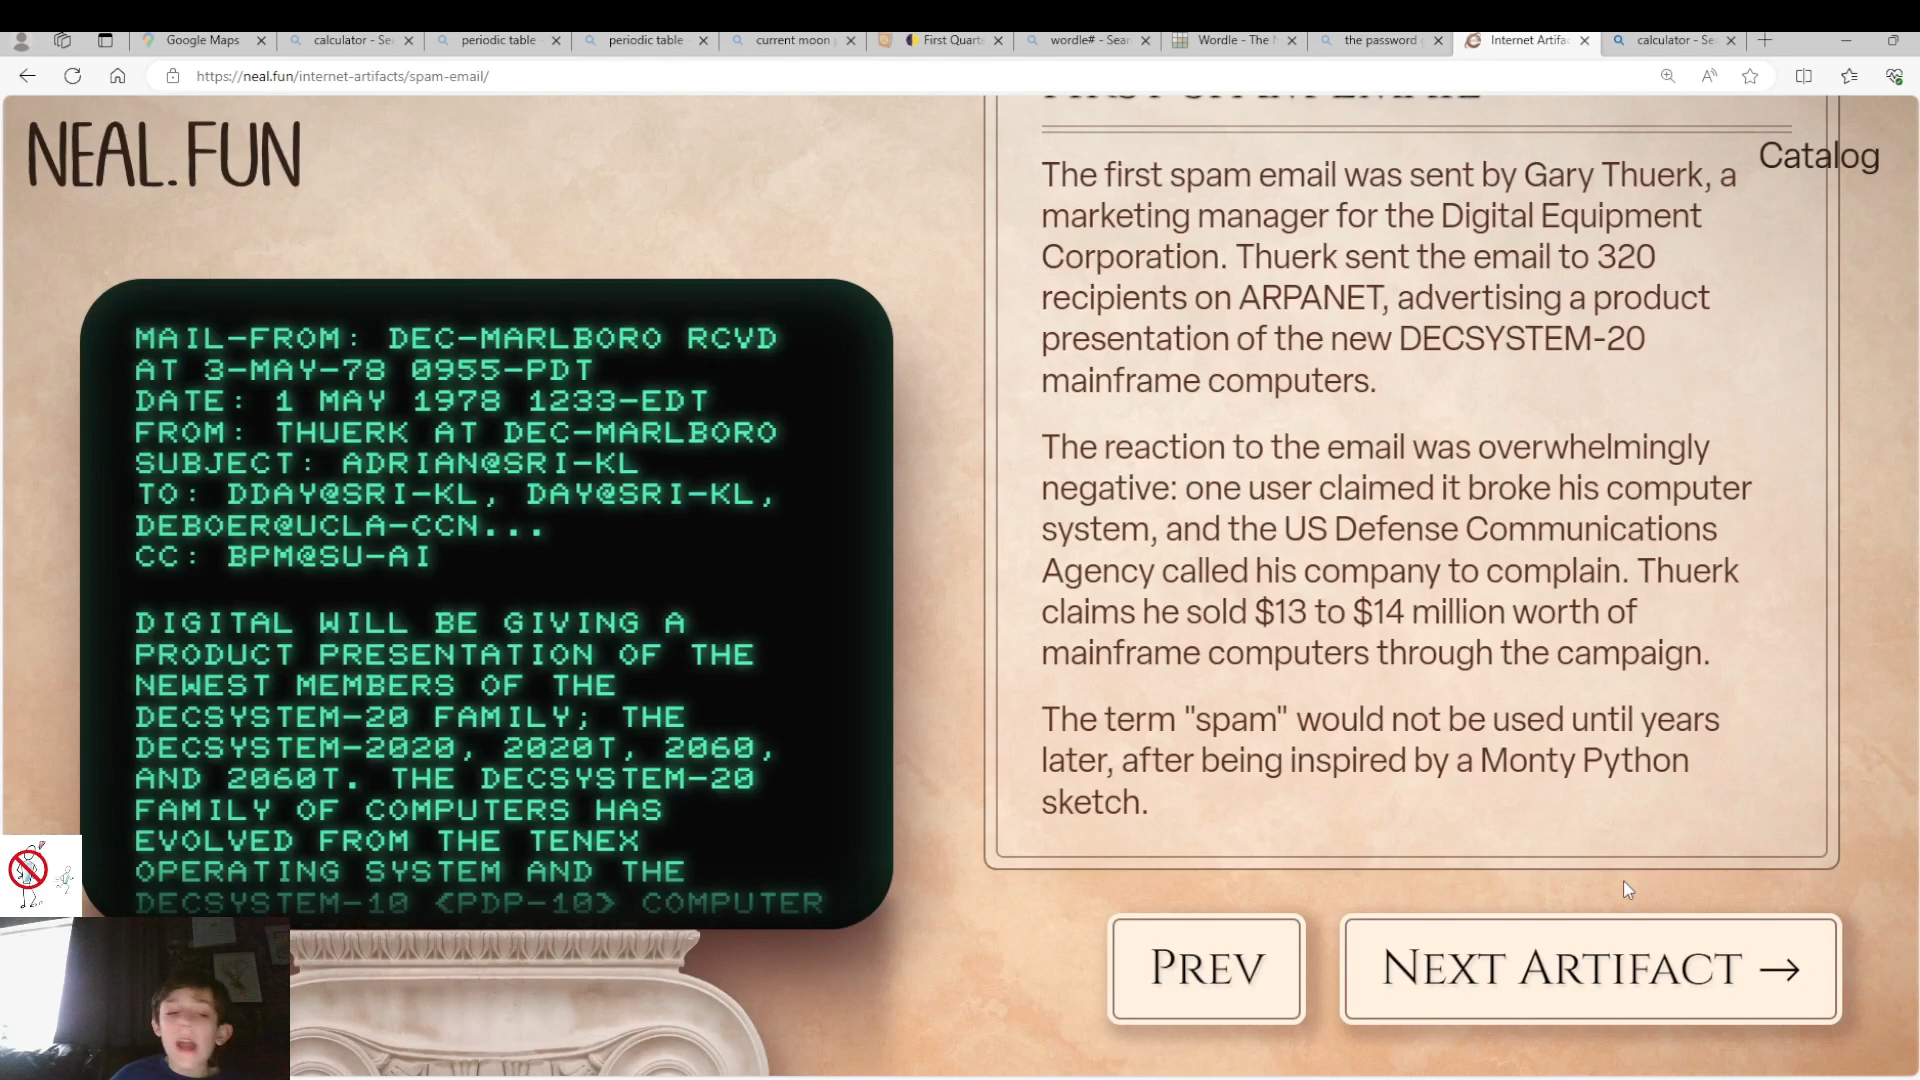 Google Maps
calculator - Se
periodic table
periodic table
current moon
First Quart
wordle# - Sear
Wordle - The
the password
Internet Artifa
calculator - Se
https://neal.fun/internet-artifacts/spam-email/
NEAL.FUN
Catalog
MAIL-FROM: DEC-MARLBORO RCVD
AT 3-MAY-78 0955-PDT
DATE: 1 MAY 1978 1233-EDT
FROM: THUERK AT DEC-MARLBORO
SUBJECT: ADRIAN@SRI-KL
TO: DDAY@SRI-KL, DAY@SRI-KL,
DEBOER@UCLA-CCN...
CC: BPM@SU-AI
DIGITAL WILL BE GIVING A
PRODUCT PRESENTATION OF THE
NEWEST MEMBERS OF THE
DECSYSTEM-20 FAMILY; THE
DECSYSTEM-2020, 2020T, 2060,
AND 2060T. THE DECSYSTEM-20
FAMILY OF COMPUTERS HAS
EVOLVED FROM THE TENEX
OPERATING SYSTEM AND THE
DECSYSTEM-10 <PDP-10> COMPUTER
The first spam email was sent by Gary Thuerk, a
marketing manager for the Digital Equipment
Corporation. Thuerk sent the email to 320
recipients on ARPANET, advertising a product
presentation of the new DECSYSTEM-20
mainframe computers.
The reaction to the email was overwhelmingly
negative: one user claimed it broke his computer
system, and the US Defense Communications
Agency called his company to complain. Thuerk
claims he sold $13 to $14 million worth of
mainframe computers through the campaign.
The term "spam" would not be used until years
later, after being inspired by a Monty Python
sketch.
PREV
NEXT ARTIFACT →